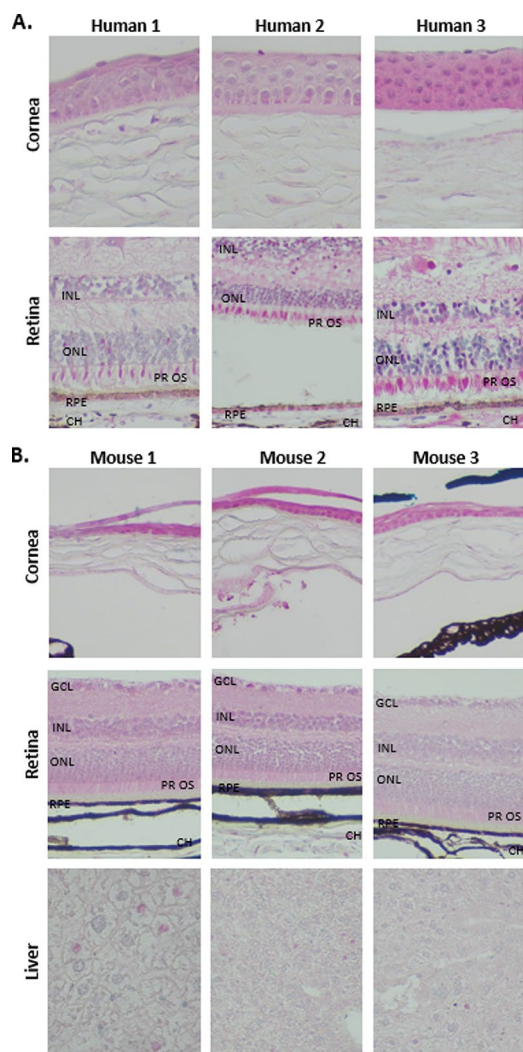 A.
Human 1 Human 2 Human 3
Cornea
Retina
INL
ONL
PR OS
RPE
CH
INL
ONL
PR OS
RPE
CH
INL
ONL
PR OS
RPE
CH
B.
Mouse 1 Mouse 2 Mouse 3
Cornea
Retina
GCL
INL
ONL
PR OS
RPE
CH
GCL
INL
ONL
PR OS
RPE
CH
GCL
INL
ONL
PR OS
RPE
CH
Liver